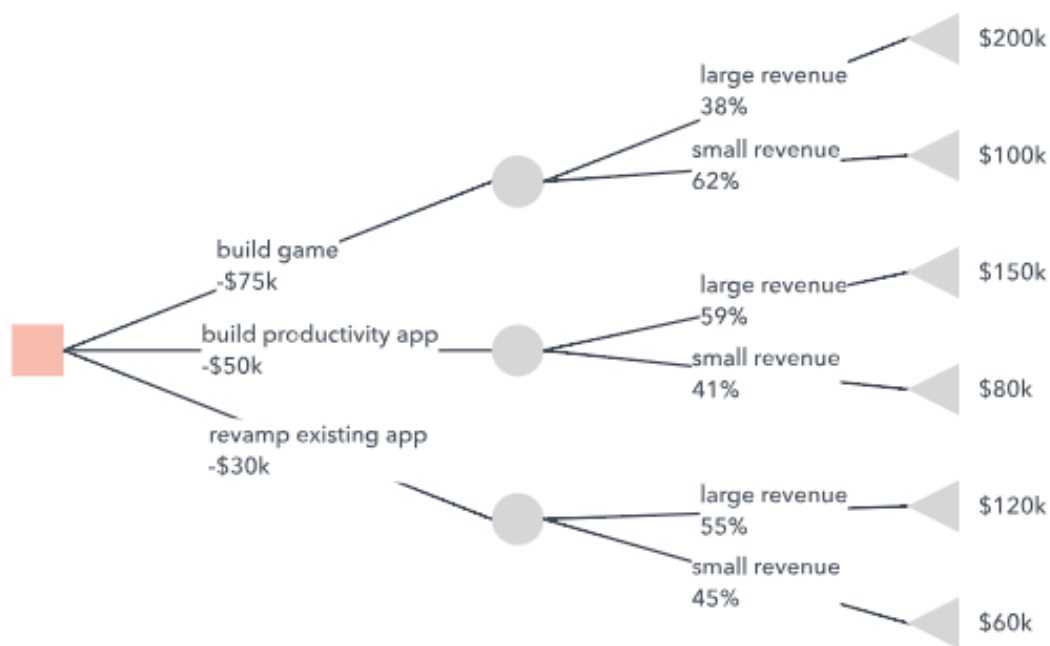 $200k
large revenue
38%
small revenue
62%
$100k
build game
-$75k
large revenue
59%
$150k
build productivity app
-$50k
small revenue
41%
$80k
revamp existing app
-$30k
large revenue
55%
$120k
small revenue
45%
$60k